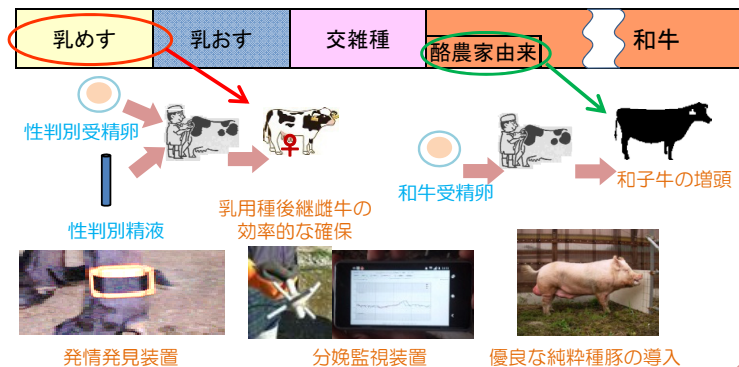 乳めす
乳おす
交雑種
酪農家由来
和牛
性判別受精卵
性判別精液
乳用種後継雌牛の
効率的な確保
和牛受精卵
和子牛の増頭
発情発見装置
分娩監視装置
優良な純粋種豚の導入